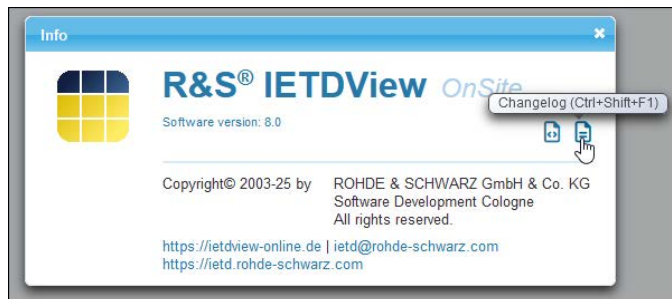 Info
R&S® IETDView OnSite
Changelog (Ctrl+Shift+F1)
Software version: 8.0
Copyright© 2003-25 by ROHDE & SCHWARZ GmbH & Co. KG
Software Development Cologne
All rights reserved.
https://ietdview-online.de | ietd@rohde-schwarz.com
https://ietd.rohde-schwarz.com